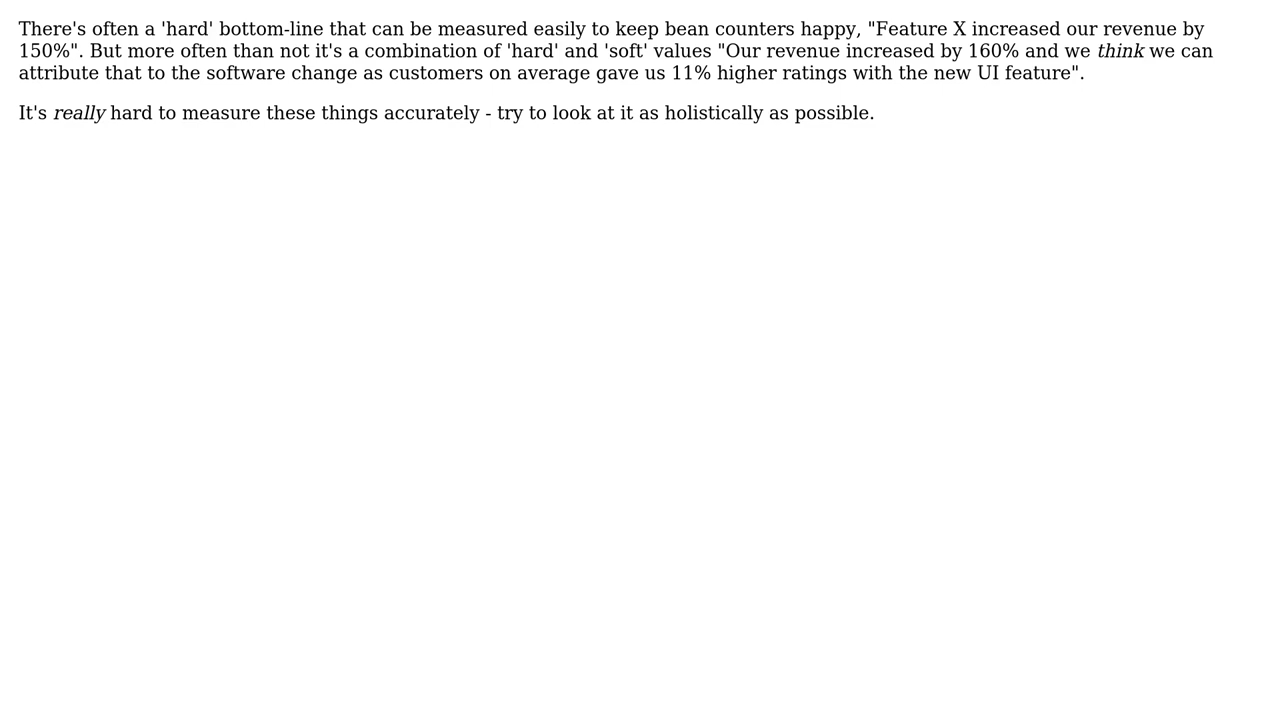 There's often a 'hard' bottom-line that can be measured easily to keep bean counters happy, "Feature X increased our revenue by
150%". But more often than not it's a combination of 'hard' and 'soft' values "Our revenue increased by 160% and we think we can
attribute that to the software change as customers on average gave us 11% higher ratings with the new UI feature".
It's really hard to measure these things accurately - try to look at it as holistically as possible.